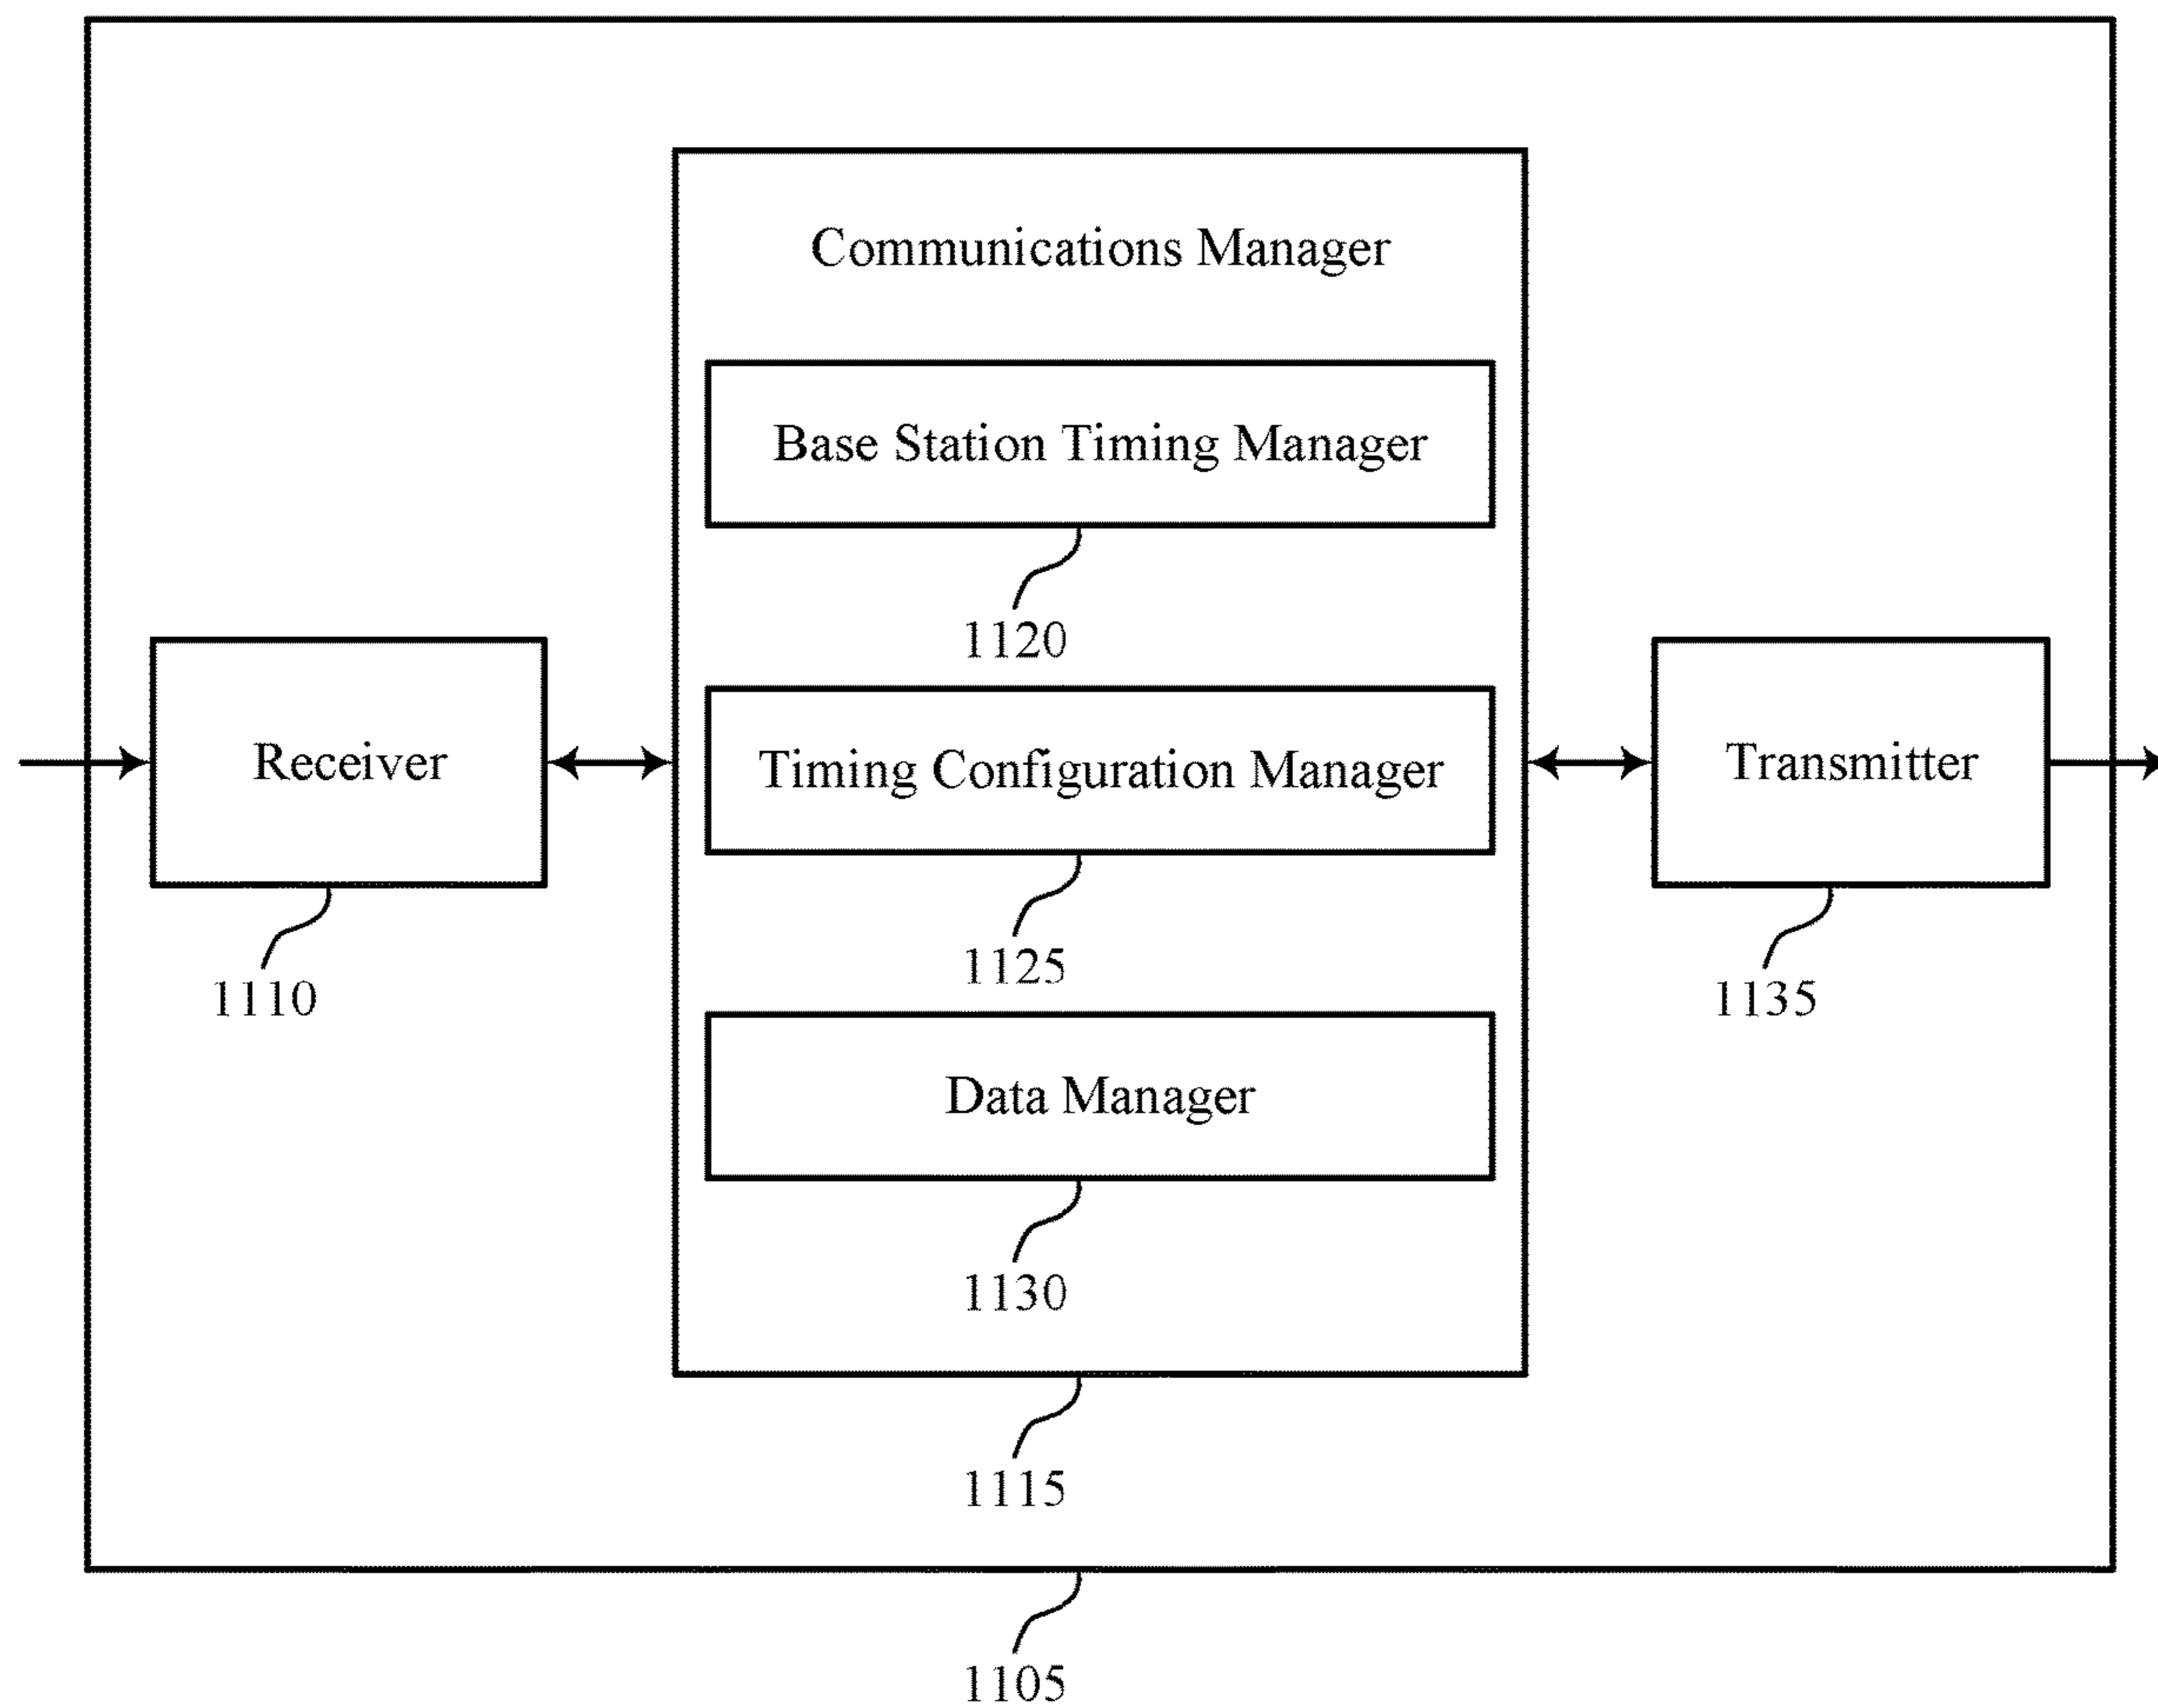 Communications Manager
Base Station Timing Manager
1120
Receiver
1110
Timing Configuration Manager
1125
Transmitter
1135
Data Manager
1130
1115
1105